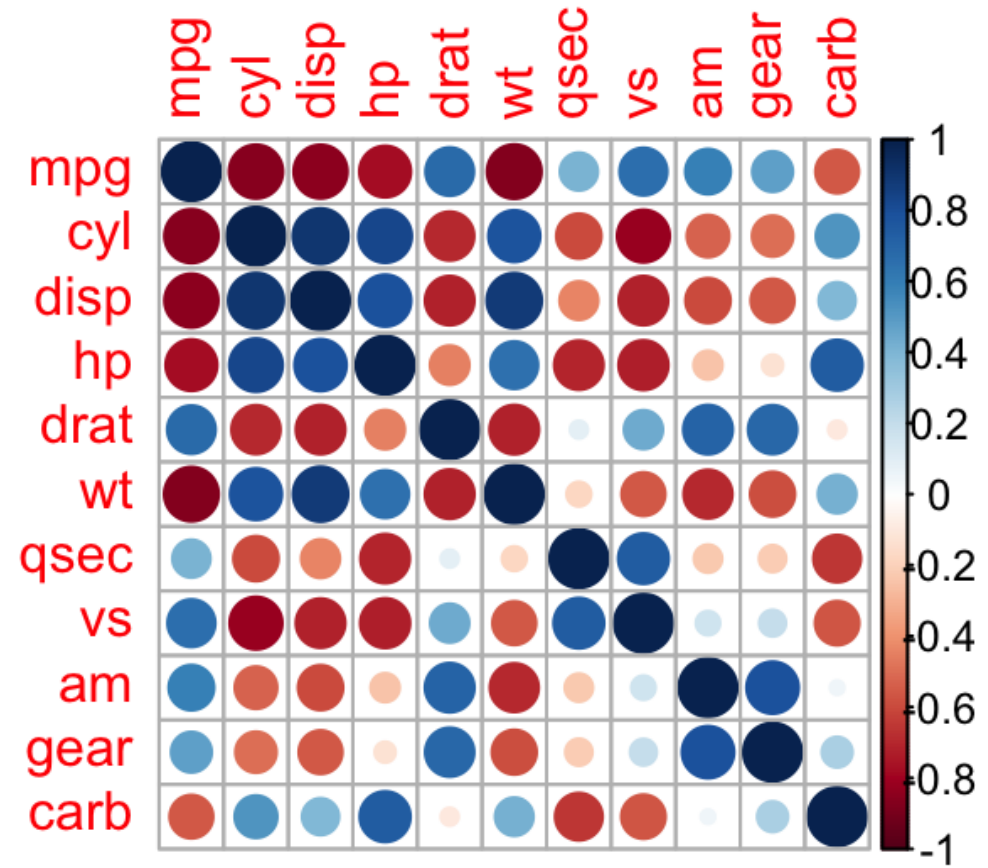 mpg cyl disp hp drat wt qsec vs am gear carb
mpg
cyl
disp
hp
drat
wt
qsec
vs
am
gear
carb
1
0.8
0.6
0.4
0.2
0
-0.2
-0.4
-0.6
-0.8
-1